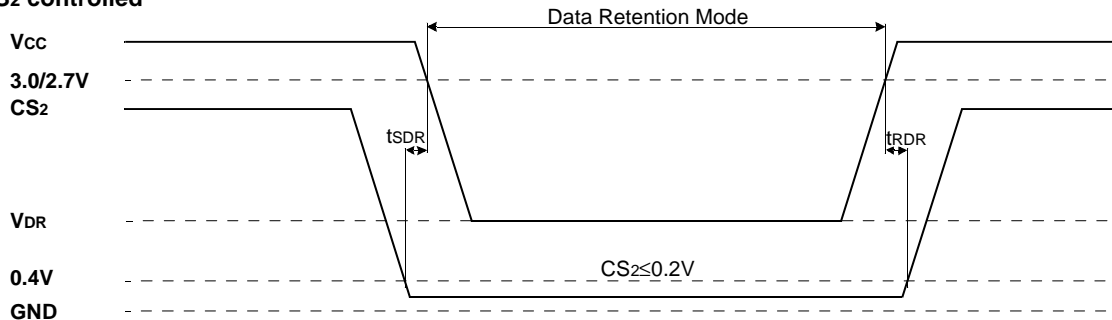 S2 controlled
Data Retention Mode
VCC
3.0/2.7V
CS2
tSDR
tRDR
VDR
0.4V
CS2≤0.2V
GND